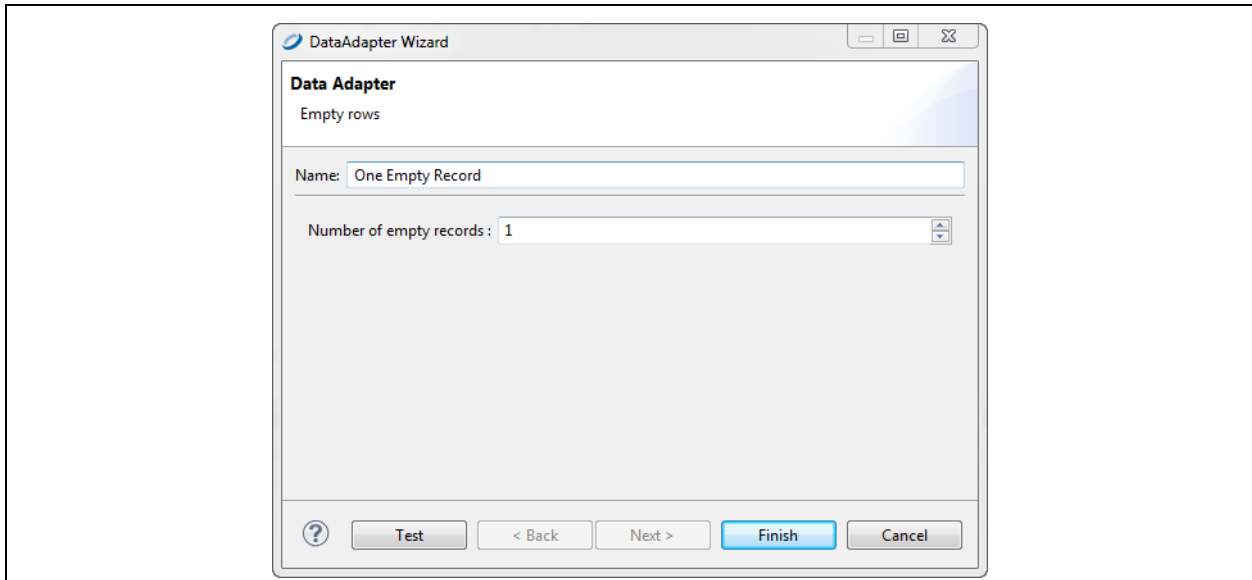 DataAdapter Wizard
Data Adapter
Empty rows
Name: One Empty Record
Number of empty records : 1
? Test < Back Next > Finish Cancel